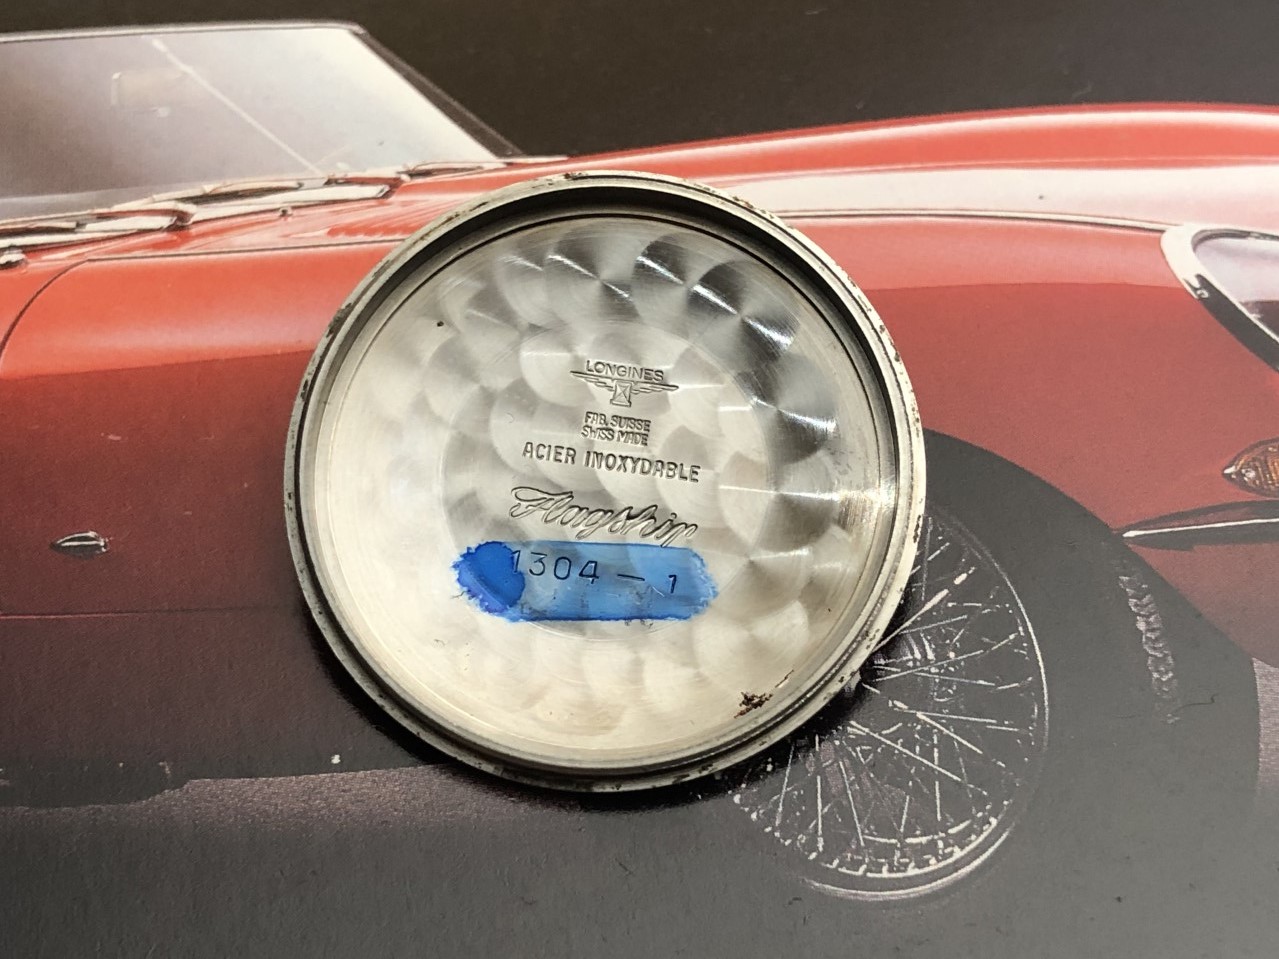 LONGINES
FAB. SUISSE
SWISS MADE
ACIER INOXYDABLE
Flagship
1304 — 1